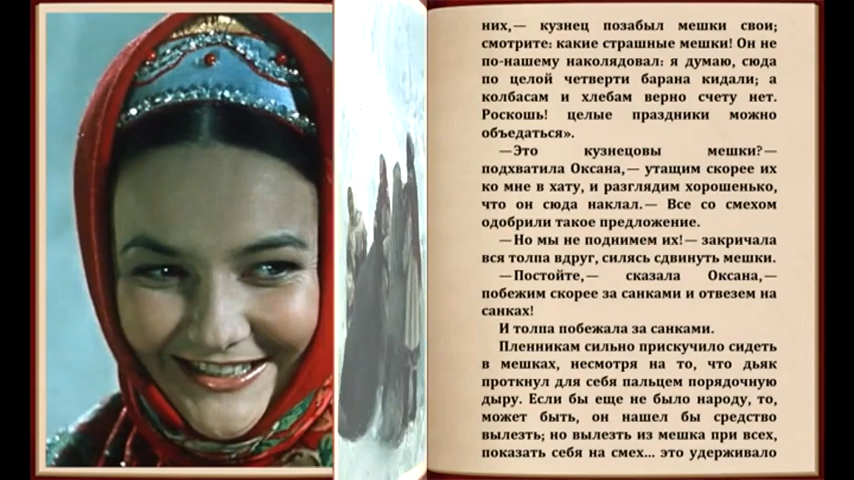 них,— кузнец позабыл мешки свои;
смотрите: какие страшные мешки! Он не
по-нашему наколядовал: я думаю, сюда
по целой четверти барана кидали; а
колбасам и хлебам верно счету нет.
Роскошь! целые праздники можно
объедаться».
—Это кузнецовы мешки?—
подхватила Оксана,— утащим скорее их
ко мне в хату, и разглядим хорошенько,
что он сюда наклал.— Все со смехом
одобрили такое предложение.
—Но мы не поднимем их!— закричала
вся толпа вдруг, силясь сдвинуть мешки.
—Постойте,— сказала Оксана,—
побежим скорее за санками и отвезем на
санках!
И толпа побежала за санками.
Пленникам сильно прискучило сидеть
в мешках, несмотря на то, что дьяк
проткнул для себя пальцем порядочную
дыру. Если бы еще не было народу, то,
может быть, он нашел бы средство
вылезть; но вылезть из мешка при всех,
показать себя на смех... это удерживало